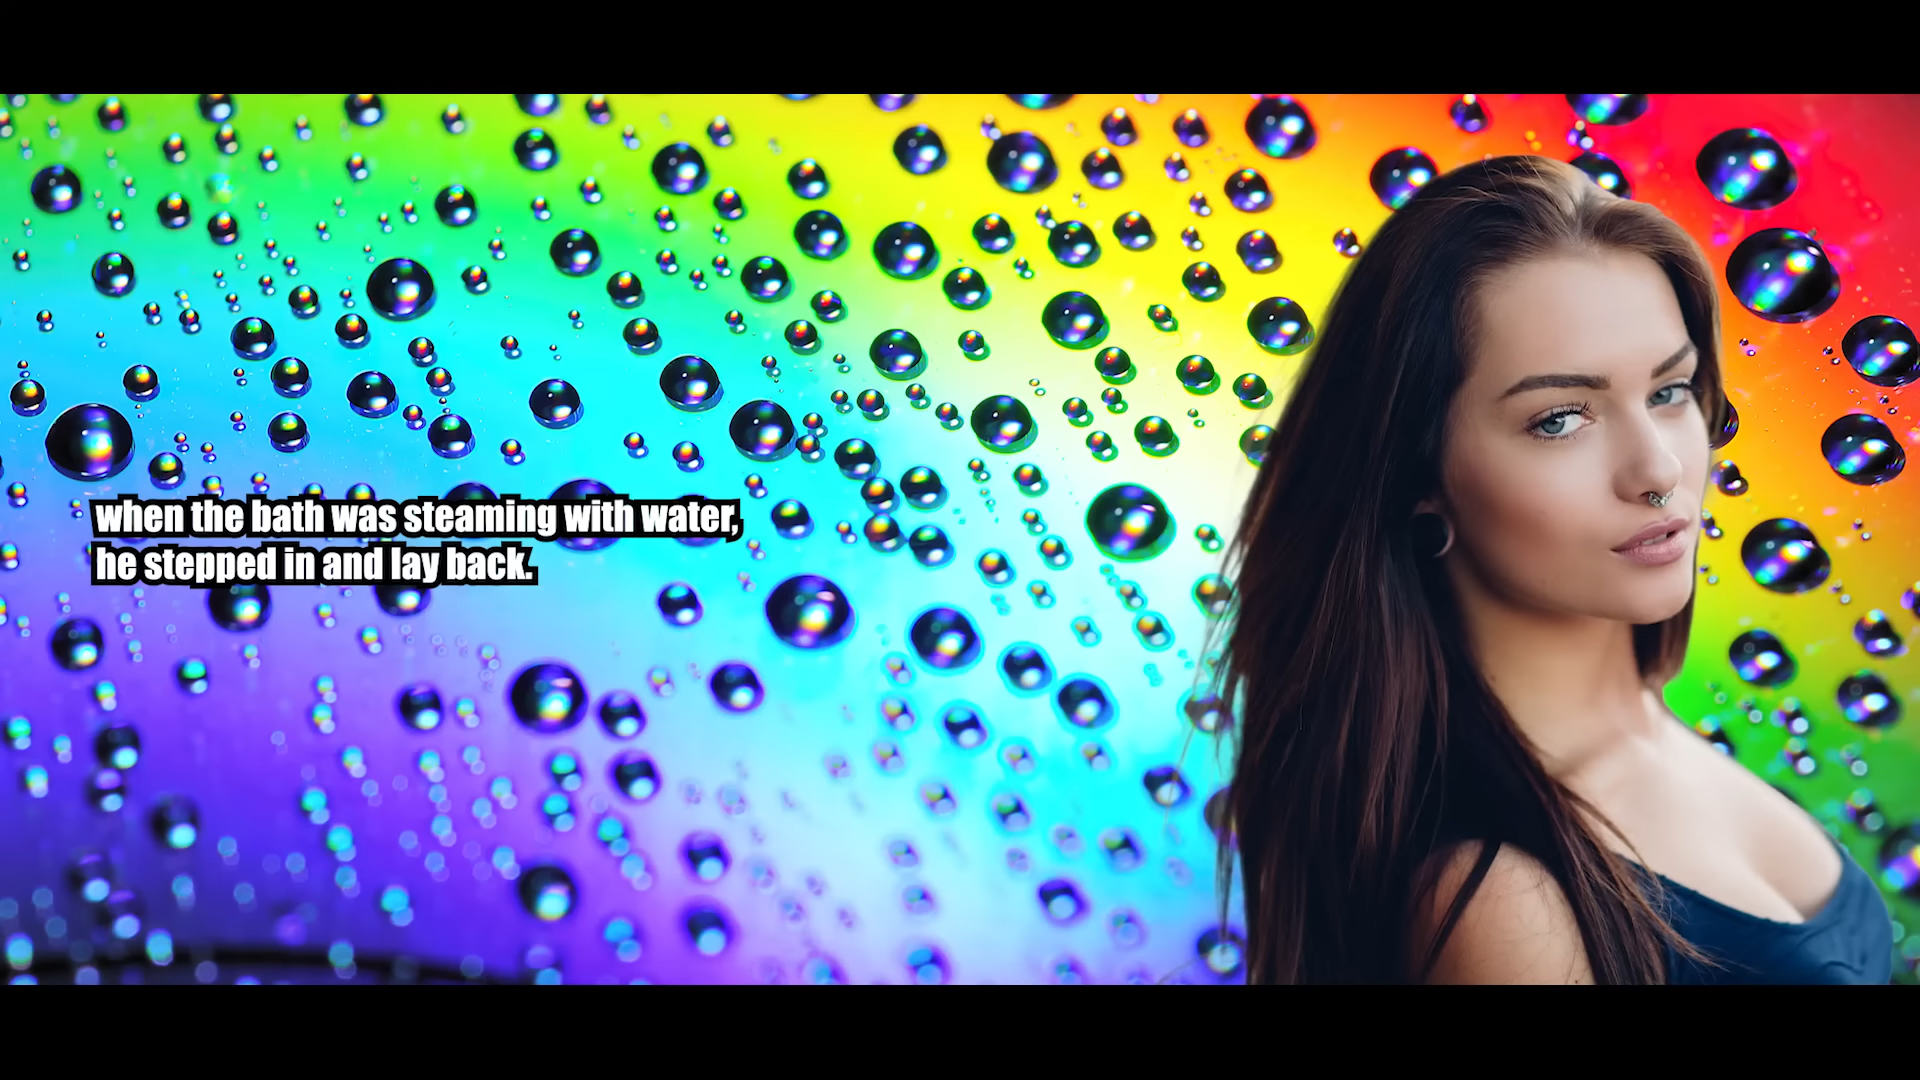 when the bath was steaming with water,
he stepped in and lay back.